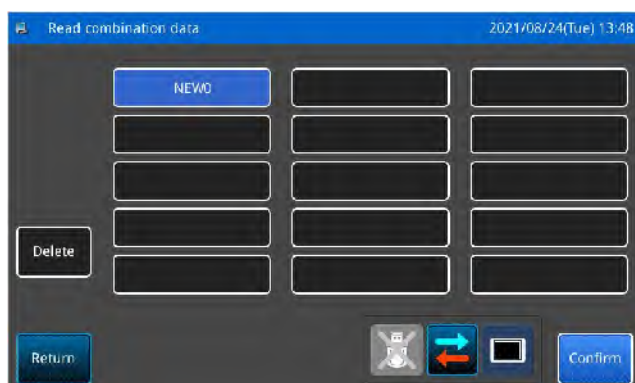 Read combination data 2021/08/24(Tue) 13:48
NEW0
Delete
Return Confirm